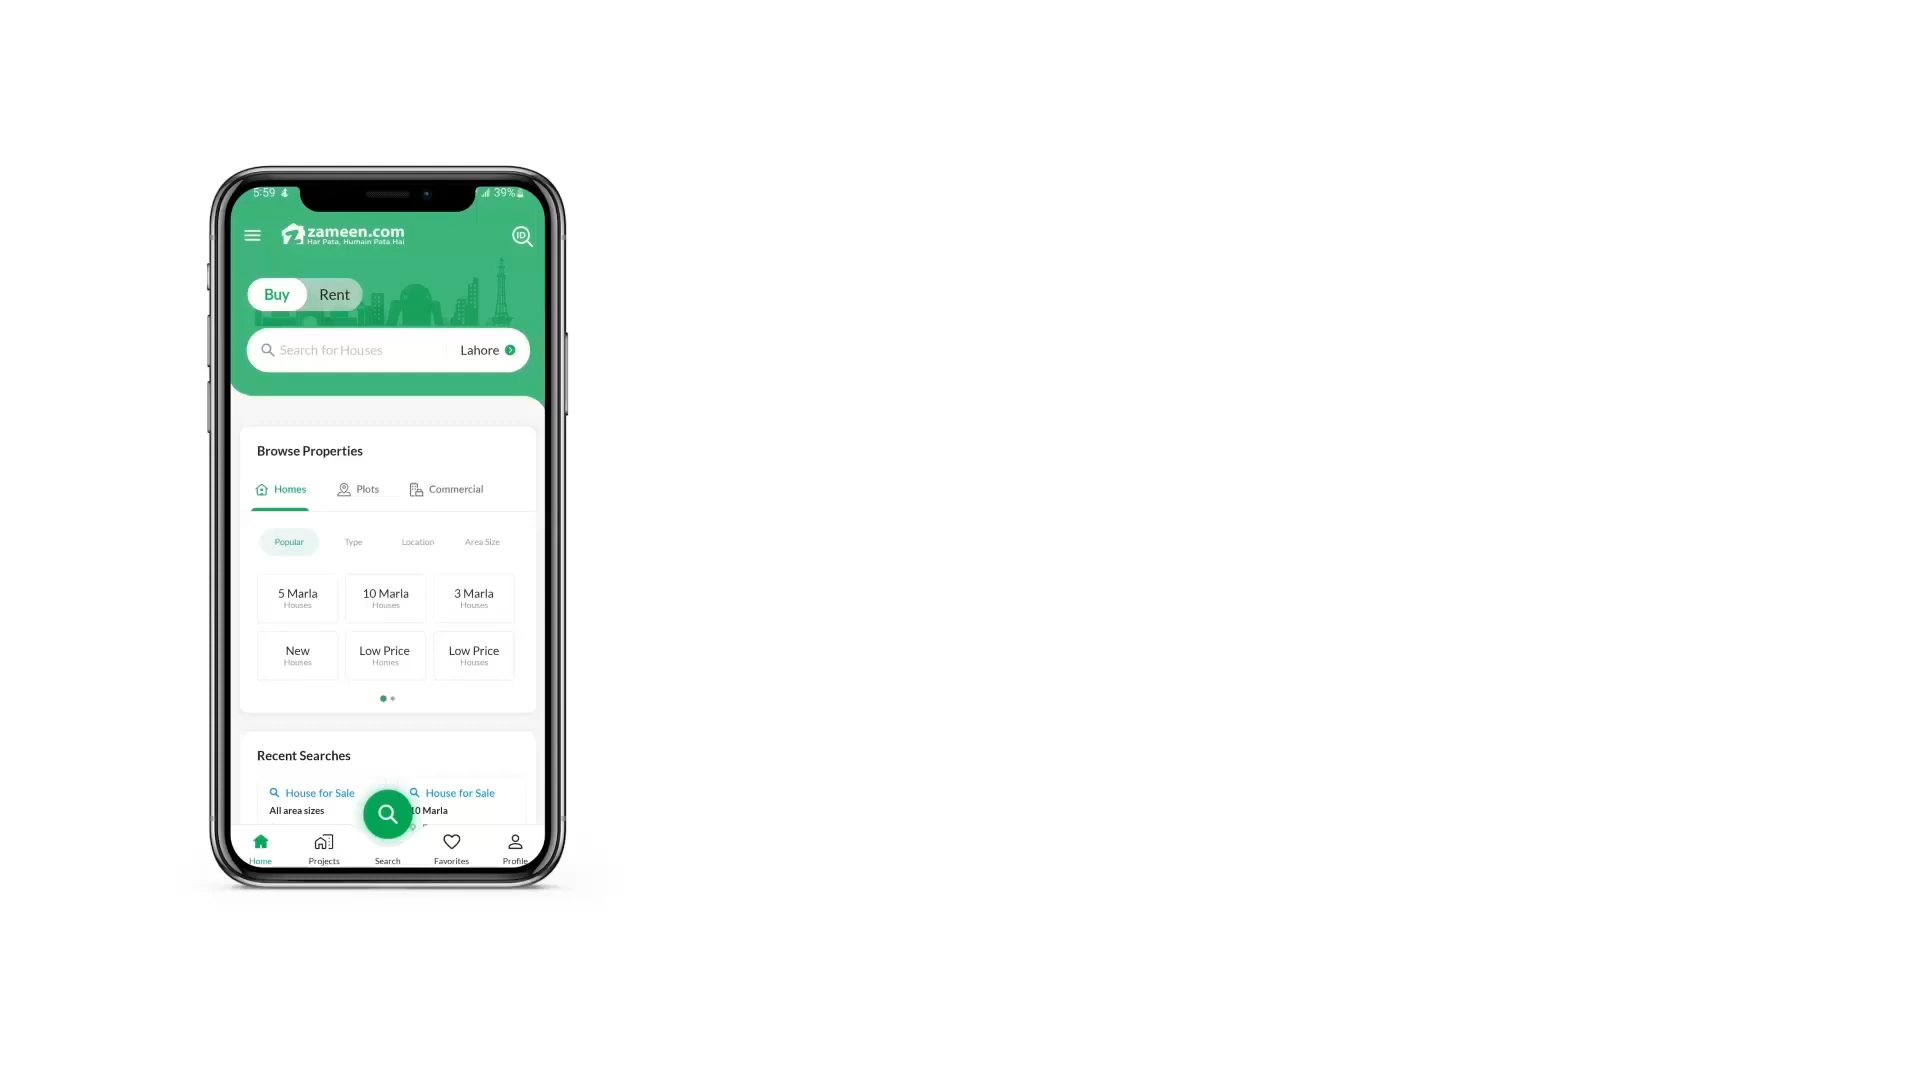 5:59
39%
zameen.com
Har Pata, Humain Pata Hai
ID
Buy Rent
Search for Houses Lahore
Browse Properties
Homes Plots Commercial
Popular Type Location Area Size
5 Marla 10 Marla 3 Marla
Houses Houses Houses
New Low Price Low Price
Houses Homes Houses
Recent Searches
House for Sale House for Sale
All area sizes 10 Marla
Home Projects Search Favorites Profile